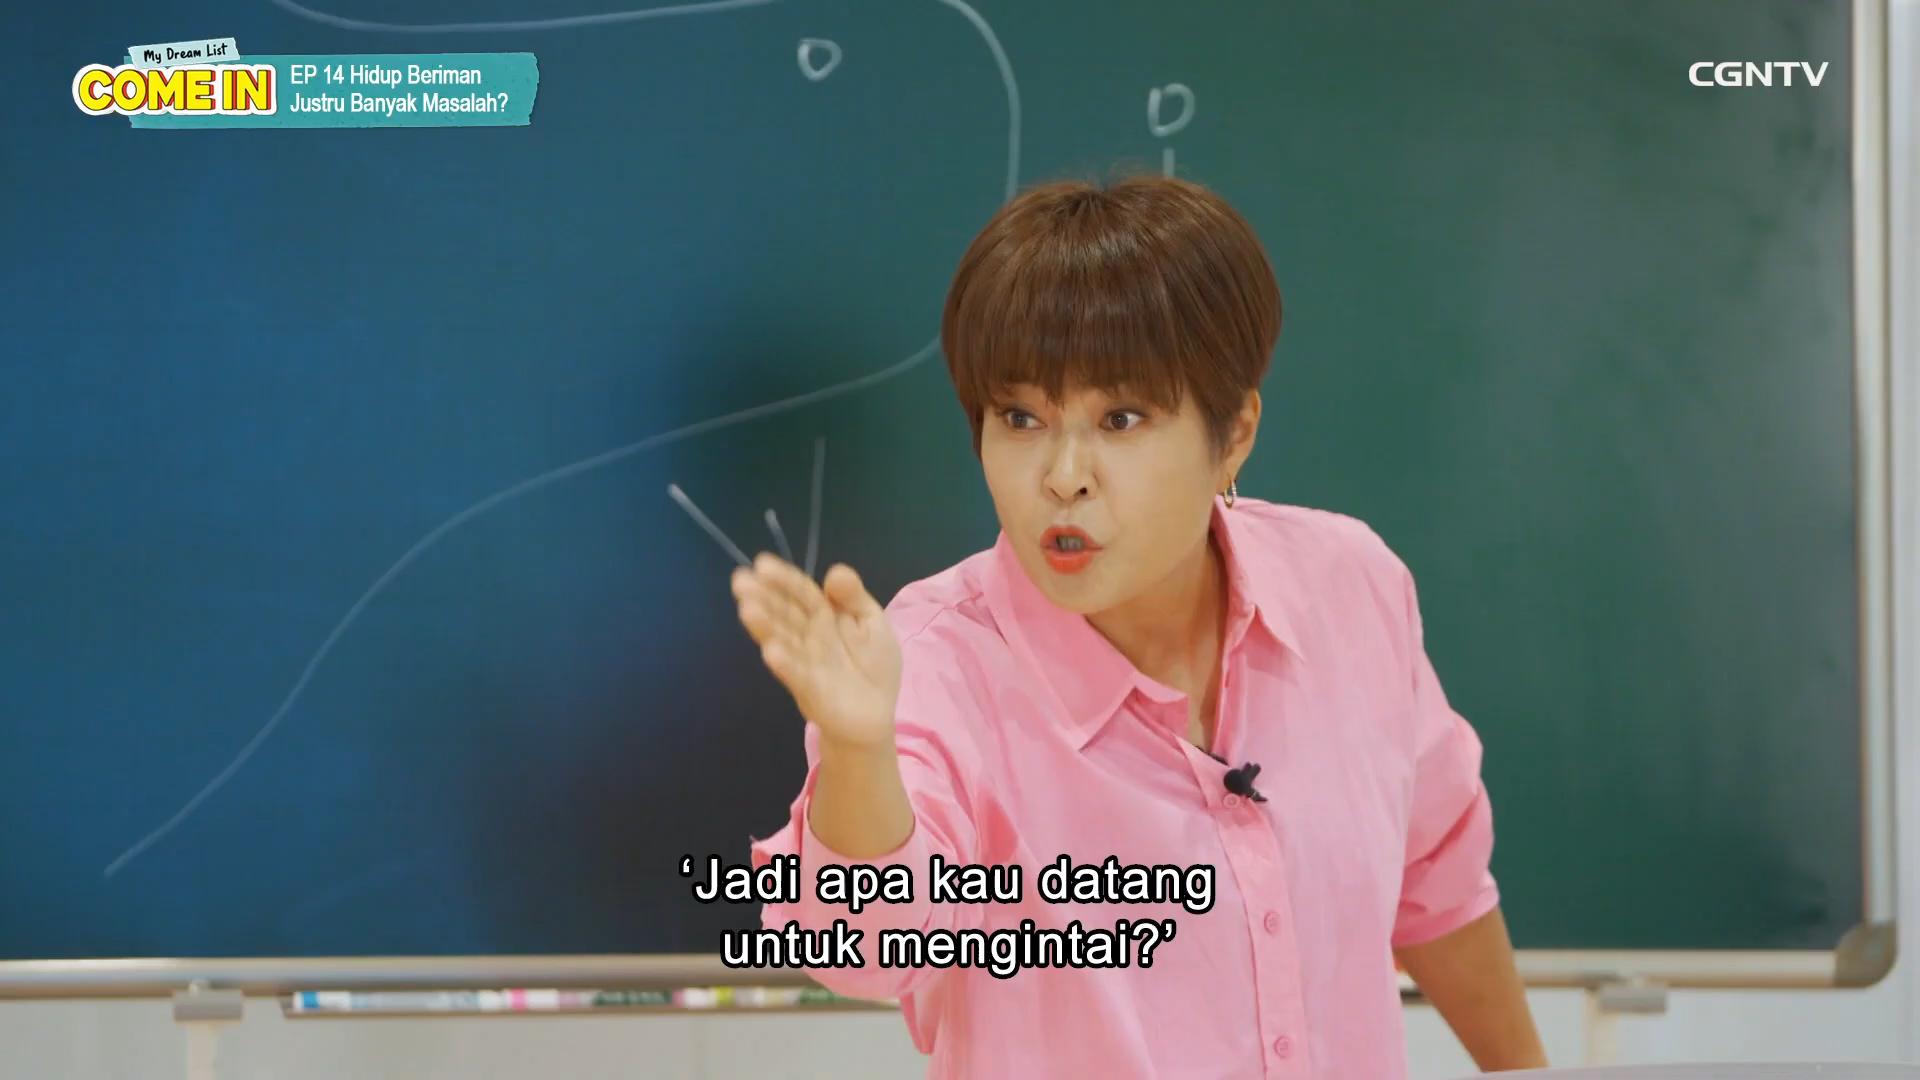 My Dream List
COME IN
EP 14 Hidup Beriman
Justru Banyak Masalah?
CGNTV
‘Jadi apa kau datang
untuk mengintai?’